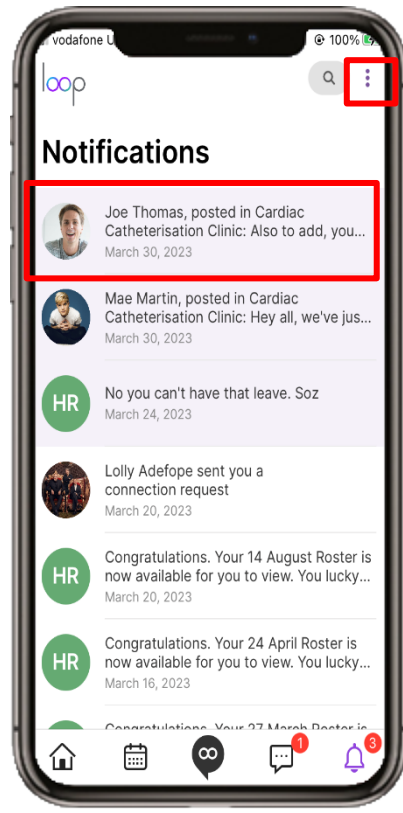 vodafone U
100%
loop
Notifications
Joe Thomas, posted in Cardiac
Catheterisation Clinic: Also to add, you...
March 30, 2023
Mae Martin, posted in Cardiac
Catheterisation Clinic: Hey all, we've jus...
March 30, 2023
HR
No you can't have that leave. Soz
March 24, 2023
Lolly Adefope sent you a
connection request
March 20, 2023
HR
Congratulations. Your 14 August Roster is
now available for you to view. You lucky...
March 20, 2023
HR
Congratulations. Your 24 April Roster is
now available for you to view. You lucky...
March 16, 2023
Congratulations. Your 27 March Roster is
1
3